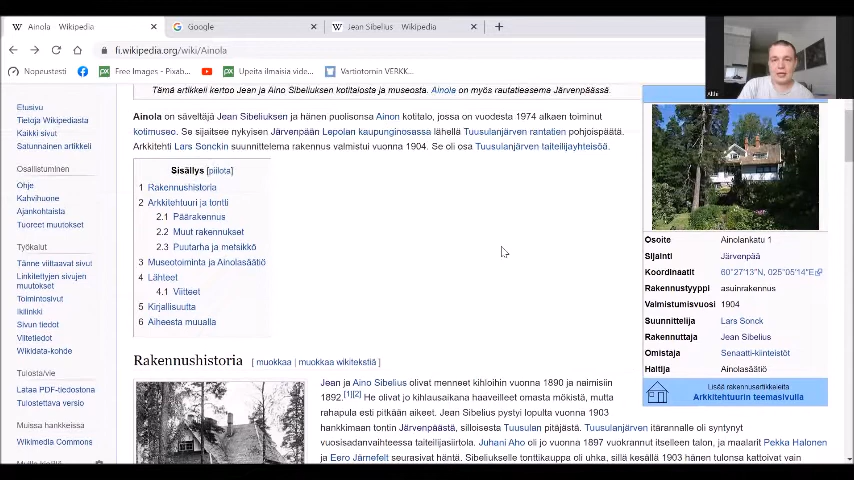 Ainola – Wikipedia
Google
Jean Sibelius – Wikipedia
fi.wikipedia.org/wiki/Ainola
Nopeustesti
Free Images - Pixab...
Upeita ilmaisia video...
Vartiotornin VERKK...
Tämä artikkeli kertoo Jean ja Aino Sibeliuksen kotitalosta ja museosta. Ainola on myös rautatieasema Järvenpäässä.
Etusivu
Tietoja Wikipediasta
Kaikki sivut
Satunnainen artikkeli
Osallistuminen
Ohje
Kahvihuone
Ajankohtaista
Tuoreet muutokset
Työkalut
Tänne viittaavat sivut
Linkitettyjen sivujen
muutokset
Toimintosivut
Ikilinkki
Sivun tiedot
Viitetiedot
Wikidata-kohde
Tulosta/vie
Lataa PDF-tiedostona
Tulostettava versio
Muissa hankkeissa
Wikimedia Commons
Ainola on säveltäjä Jean Sibeliuksen ja hänen puolisonsa Ainon kotitalo, jossa on vuodesta 1974 alkaen toiminut
kotimuseo. Se sijaitsee nykyisen Järvenpään Lepolan kaupunginosassa lähellä Tuusulanjärven rantatien pohjoispäätä.
Arkkitehti Lars Sonckin suunnittelema rakennus valmistui vuonna 1904. Se oli osa Tuusulanjärven taiteilijayhteisöä.
Sisällys [piilota]
1 Rakennushistoria
2 Arkkitehtuuri ja tontti
2.1 Päärakennus
2.2 Muut rakennukset
2.3 Puutarha ja metsikkö
3 Museotoiminta ja Ainolasäätiö
4 Lähteet
4.1 Viitteet
5 Kirjallisuutta
6 Aiheesta muualla
Rakennushistoria [ muokkaa | muokkaa wikitekstiä ]
Jean ja Aino Sibelius olivat menneet kihloihin vuonna 1890 ja naimisiin
1892.[1][2] He olivat jo kihlausaikana haaveilleet omasta mökistä, mutta
rahapula esti pitkään aikeet. Jean Sibelius pystyi lopulta vuonna 1903
hankkimaan tontin Järvenpäästä, silloisesta Tuusulan pitäjästä. Tuusulanjärven itärannalle oli syntynyt
vuosisadanvaihteessa taiteilijasiirtola. Juhani Aho oli jo vuonna 1897 vuokrannut itselleen talon, ja maalarit Pekka Halonen
ja Eero Järnefelt seurasivat häntä. Sibeliukselle tonttikauppa oli uhka, sillä kesällä 1903 hänen tulonsa kattoivat vain
Osoite Ainolankatu 1
Sijainti Järvenpää
Koordinaatit 60°27′13″N, 025°05′14″E
Rakennustyyppi asuinrakennus
Valmistumisvuosi 1904
Suunnittelija Lars Sonck
Rakennuttaja Jean Sibelius
Omistaja Senaatti-kiinteistöt
Haltija Ainolasäätiö
Lisää rakennusartikkeleita
Arkkitehtuurin teemasivulla